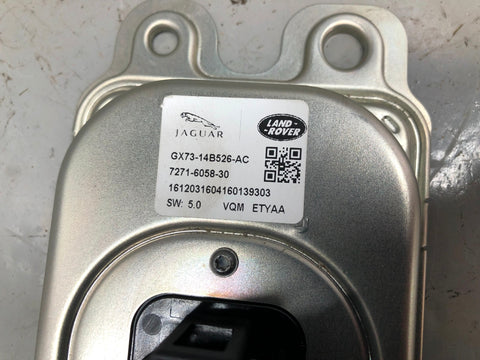 JAGUAR
LAND-
ROVER
GX73-14B526-AC
7271-6058-30
1612031604160139303
SW: 5.0 VQM ETYAA